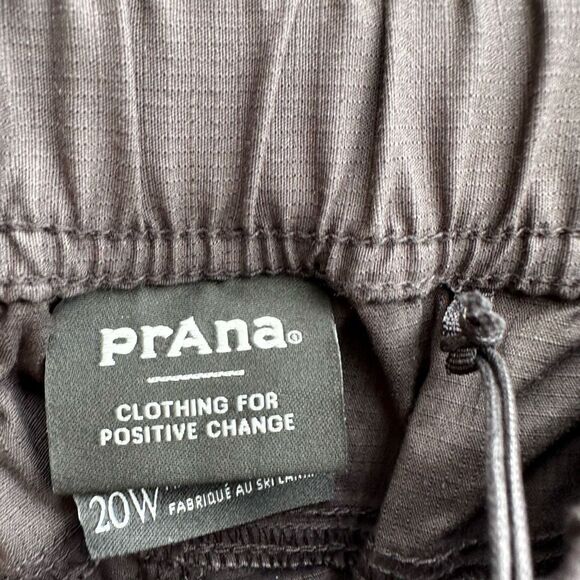 prAna
CLOTHING FOR
POSITIVE CHANGE
20W
FABRIQUÉ AU SRI LANKA